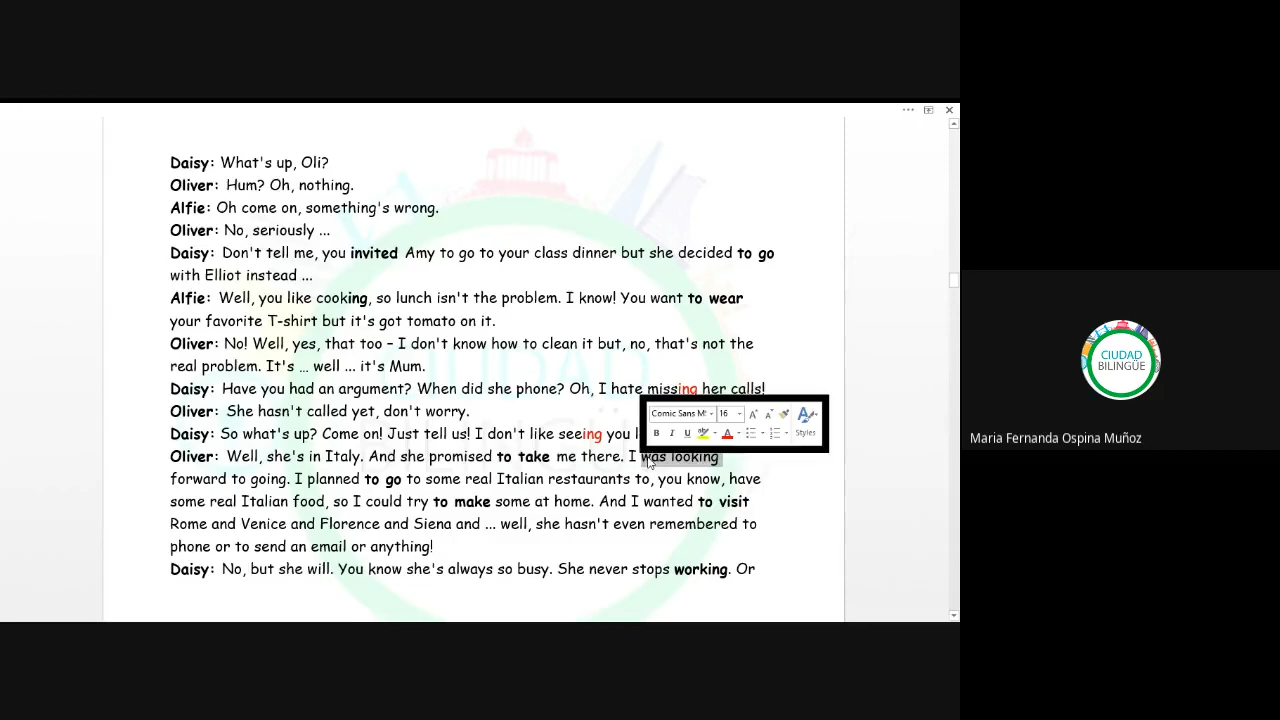 Daisy: What's up, Oli?
Oliver: Hum? Oh, nothing.
Alfie: Oh come on, something's wrong.
Oliver: No, seriously ...
Daisy: Don't tell me, you invited Amy to go to your class dinner but she decided to go
with Elliot instead ...
Alfie: Well, you like cooking, so lunch isn't the problem. I know! You want to wear
your favorite T-shirt but it's got tomato on it.
Oliver: No! Well, yes, that too – I don't know how to clean it but, no, that's not the
real problem. It's … well ... it's Mum.
Daisy: Have you had an argument? When did she phone? Oh, I hate missing her calls!
Oliver: She hasn't called yet, don't worry.
Daisy: So what's up? Come on! Just tell us! I don't like seeing you
Oliver: Well, she's in Italy. And she promised to take me there. I was looking
forward to going. I planned to go to some real Italian restaurants to, you know, have
some real Italian food, so I could try to make some at home. And I wanted to visit
Rome and Venice and Florence and Siena and ... well, she hasn't even remembered to
phone or to send an email or anything!
Daisy: No, but she will. You know she's always so busy. She never stops working. Or
Comic Sans M! 16 A A A
B I U aby A Styles
CIUDAD
BILINGÜE
CIUDAD
BILINGÜE
Maria Fernanda Ospina Muñoz